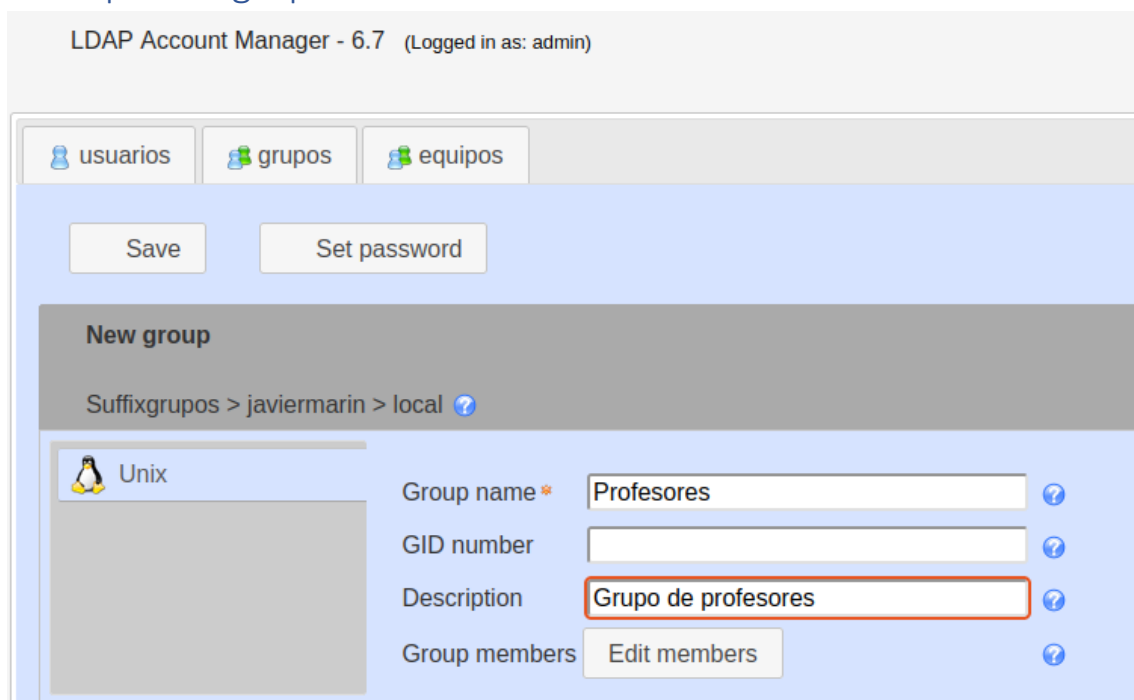 LDAP Account Manager - 6.7 (Logged in as: admin)
usuarios grupos equipos
Save Set password
New group
Suffixgrupos > javiermarin > local
Unix
Group name Profesores
GID number
Description Grupo de profesores
Group members Edit members